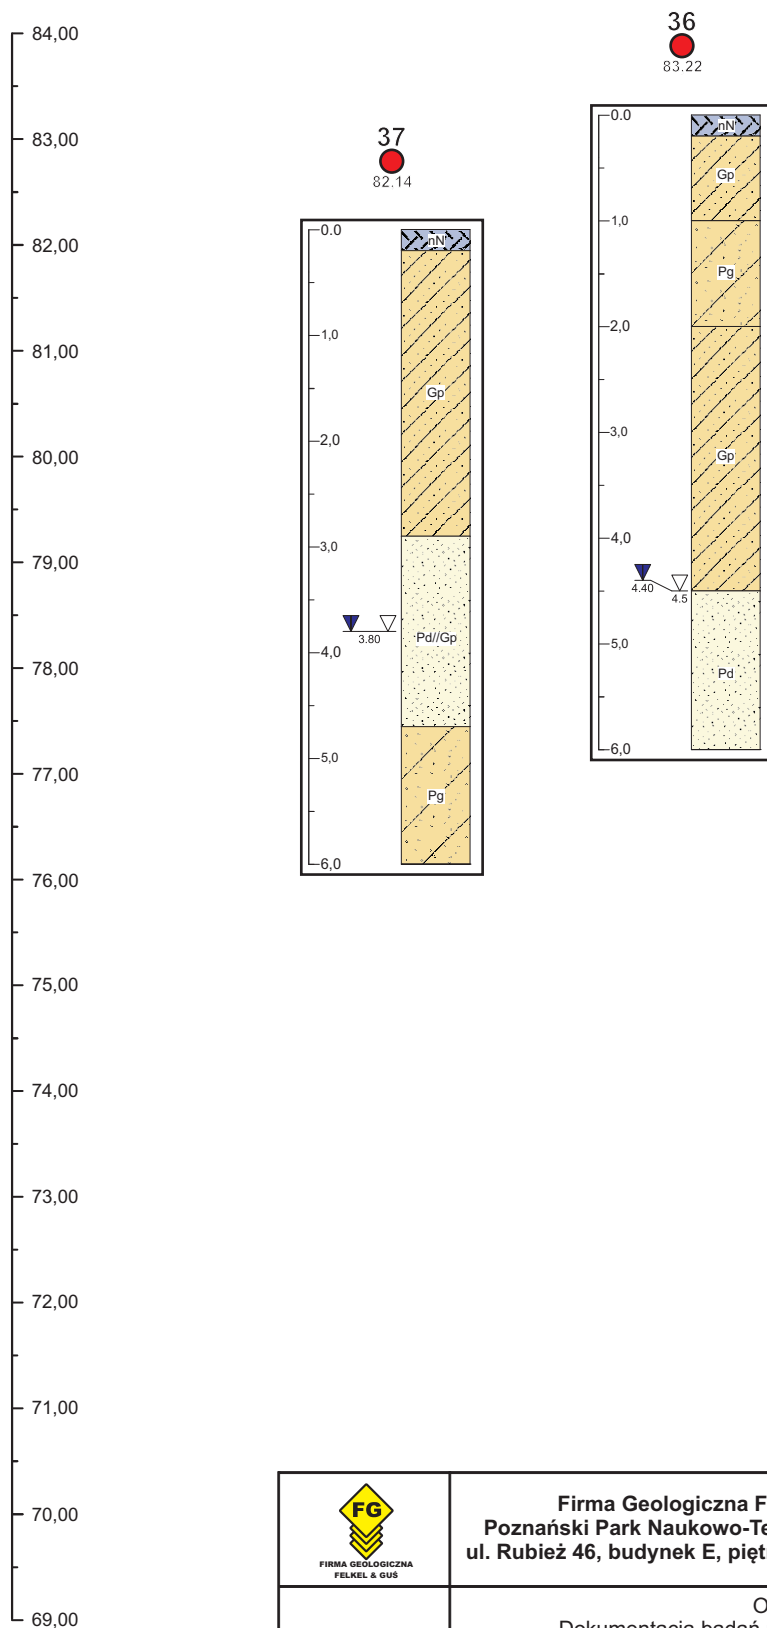 84,00
83,00
82,00
81,00
80,00
79,00
78,00
77,00
76,00
75,00
74,00
73,00
72,00
71,00
70,00
69,00
37
82.14
0.0
1,0
2,0
3,0
4,0
5,0
6,0
nN
Gp
Pd//Gp
Pg
3.80
36
83.22
0.0
1,0
2,0
3,0
4,0
5,0
6,0
nN
Gp
Pg
Gp
Pd
4.40
4.5
FG
FIRMA GEOLOGICZNA
FELKEL & GUŚ
Firma Geologiczna F
Poznański Park Naukowo-Te
ul. Rubież 46, budynek E, piętr
O
Dokumentacja badań